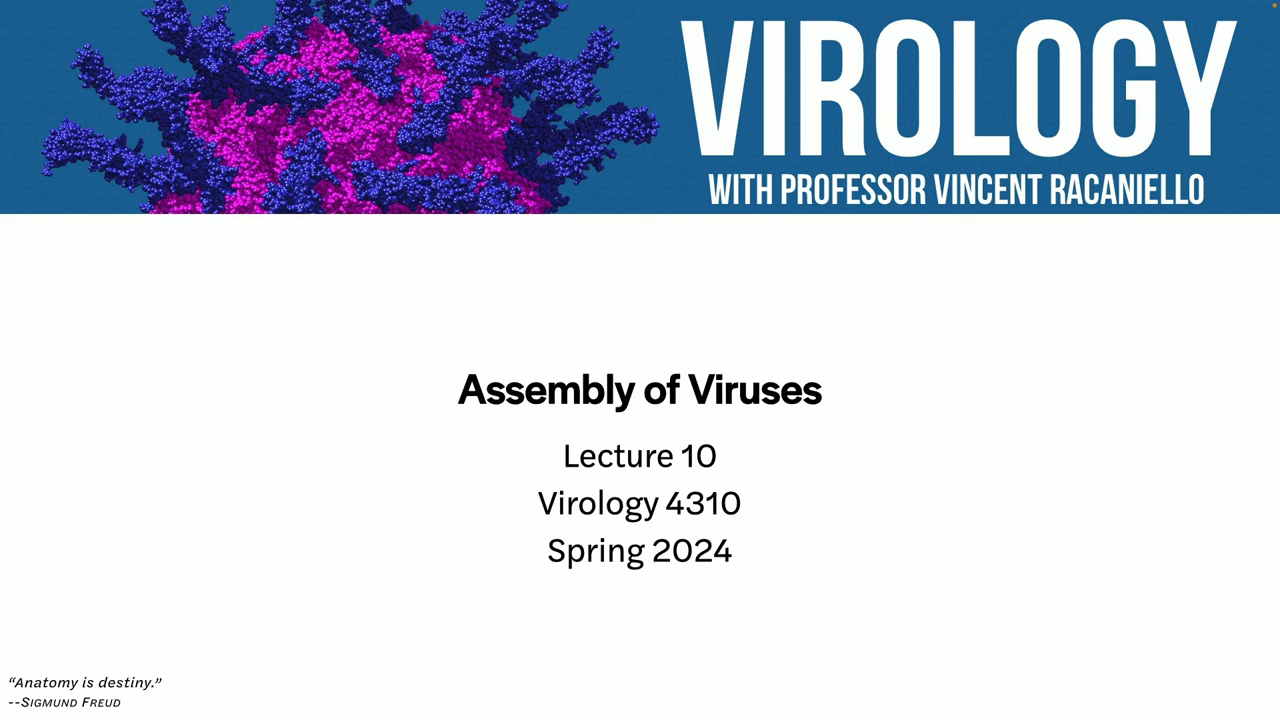 VIROLOGY
WITH PROFESSOR VINCENT RACANIELLO
Assembly of Viruses
Lecture 10
Virology 4310
Spring 2024
“Anatomy is destiny.”
--SIGMUND FREUD